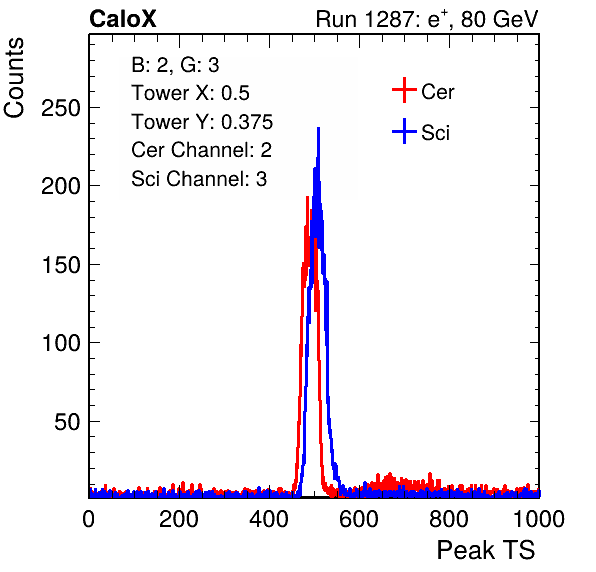 CaloX
Run 1287: e+, 80 GeV
Counts
B: 2, G: 3
Tower X: 0.5
Tower Y: 0.375
Cer Channel: 2
Sci Channel: 3
Cer
Sci
250
200
150
100
50
0 200 400 600 800 1000
Peak TS